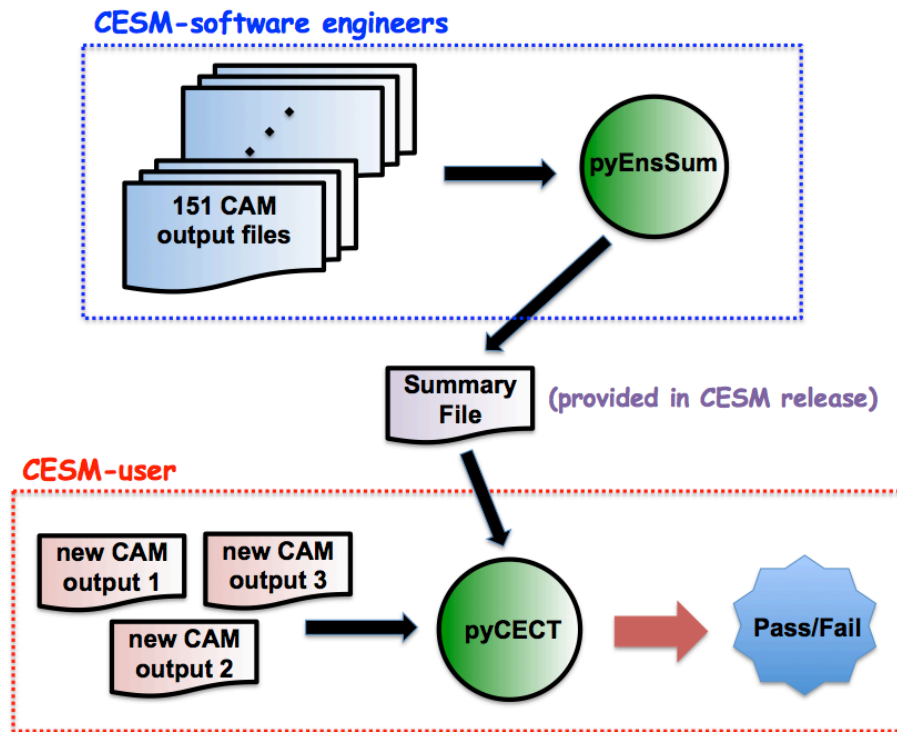 CESM-software engineers
151 CAM
output files
pyEnsSum
Summary
File
(provided in CESM release)
CESM-user
new CAM
output 1
new CAM
output 3
new CAM
output 2
pyCECT
Pass/Fail